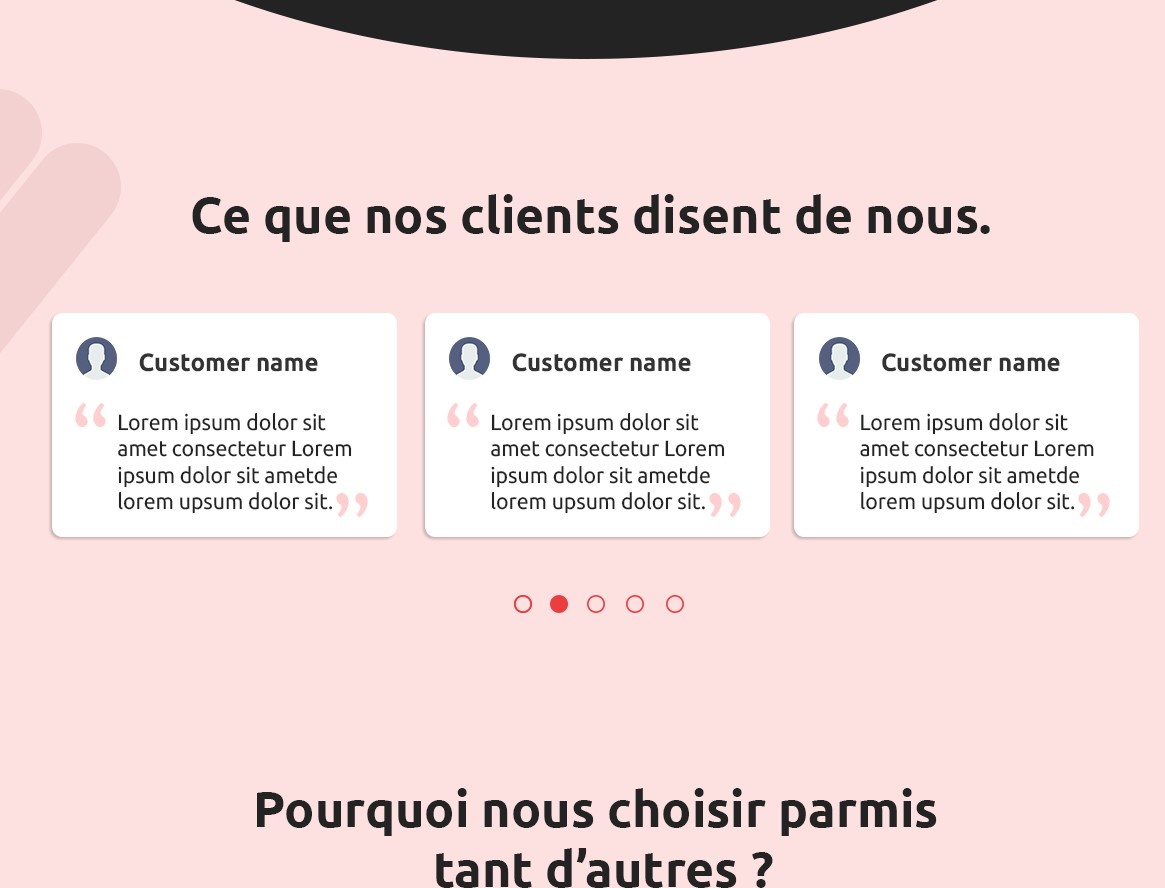 Ce que nos clients disent de nous.
Customer name
“ Lorem ipsum dolor sit
amet consectetur Lorem
ipsum dolor sit ametde
lorem upsum dolor sit.”
Customer name
“ Lorem ipsum dolor sit
amet consectetur Lorem
ipsum dolor sit ametde
lorem upsum dolor sit.”
Customer name
“ Lorem ipsum dolor sit
amet consectetur Lorem
ipsum dolor sit ametde
lorem upsum dolor sit.”
Pourquoi nous choisir parmis
tant d’autres ?